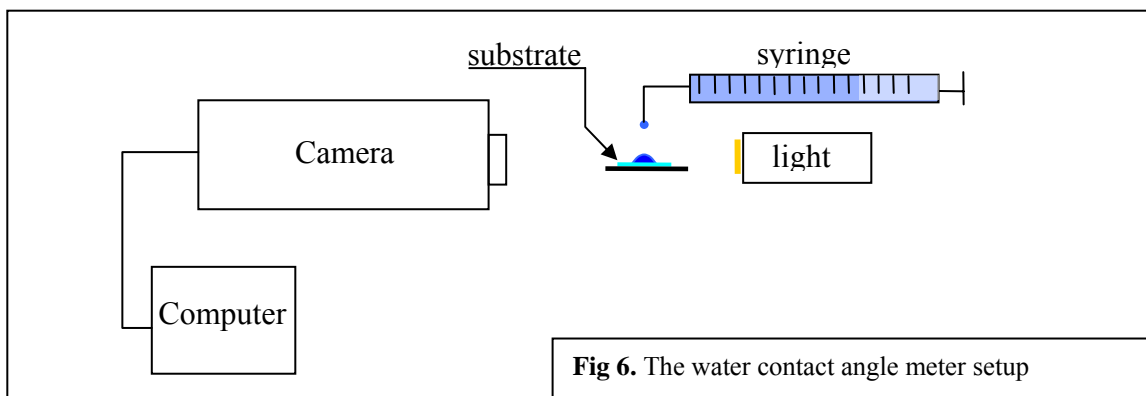 substrate
syringe
Camera
light
Computer
Fig 6. The water contact angle meter setup